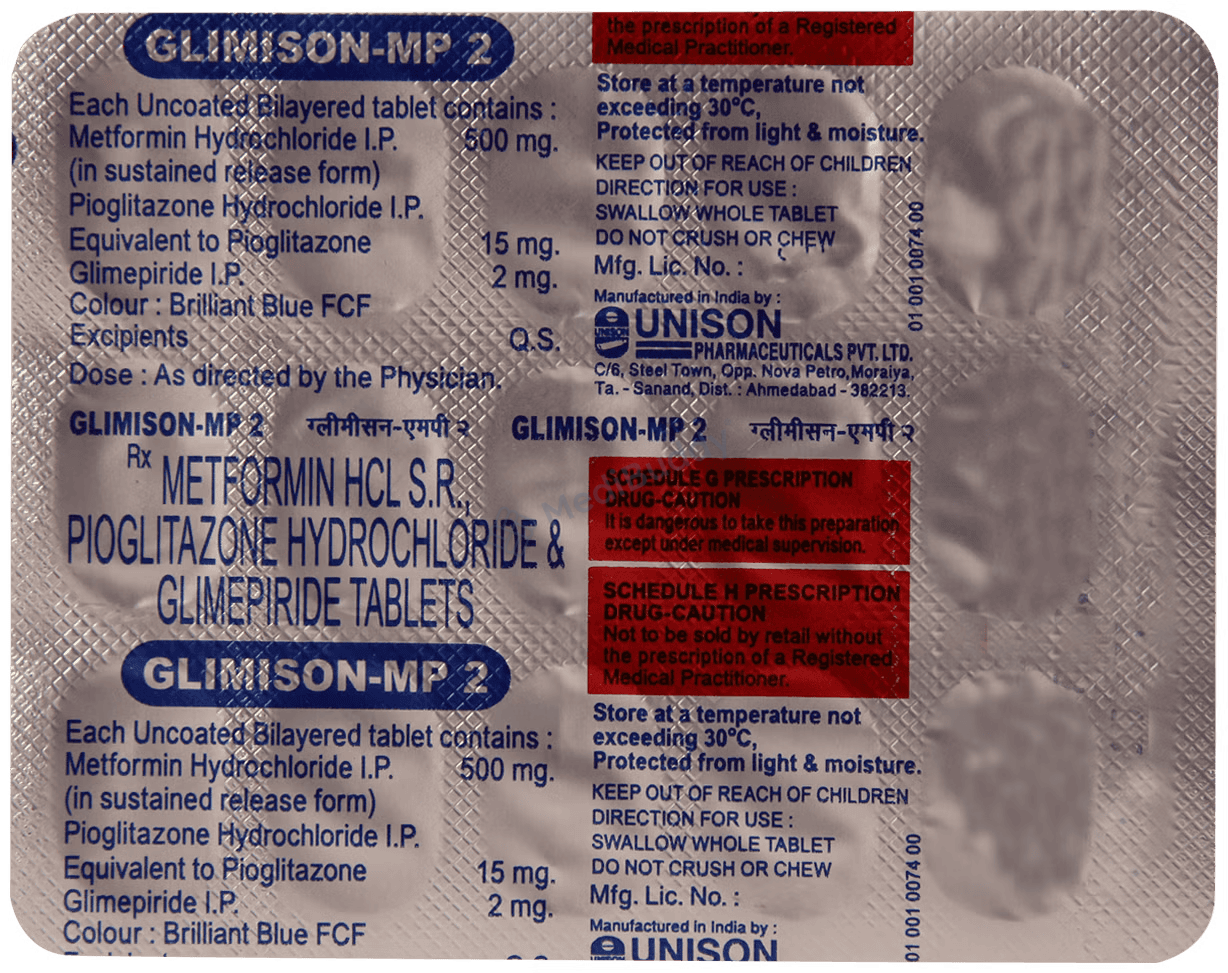 GLIMISON-MP 2
Each Uncoated Bilayered tablet contains :
Metformin Hydrochloride I.P. 500 mg.
(in sustained release form)
Pioglitazone Hydrochloride I.P.
Equivalent to Pioglitazone 15 mg.
Glimepiride I.P. 2 mg.
Colour : Brilliant Blue FCF
Excipients Q.S.
Dose : As directed by the Physician.
the prescription of a Registered
Medical Practitioner.
Store at a temperature not
exceeding 30°C,
Protected from light & moisture.
KEEP OUT OF REACH OF CHILDREN
DIRECTION FOR USE :
SWALLOW WHOLE TABLET
DO NOT CRUSH OR CHEW
Mfg. Lic. No. :
Manufactured in India by :
UNISON
UNISON
PHARMACEUTICALS PVT. LTD.
C/6, Steel Town, Opp. Nova Petro, Moraiya,
Ta. - Sanand, Dist. : Ahmedabad - 382213.
01 001 0074 00
GLIMISON-MP 2 ग्लीमीसन-एमपी २
GLIMISON-MP 2 ग्लीमीसन-एमपी २
Rx METFORMIN HCL S.R.,
PIOGLITAZONE HYDROCHLORIDE &
GLIMEPIRIDE TABLETS
SCHEDULE G PRESCRIPTION
DRUG-CAUTION
It is dangerous to take this preparation
except under medical supervision.
SCHEDULE H PRESCRIPTION
DRUG-CAUTION
Not to be sold by retail without
the prescription of a Registered
Medical Practitioner.
GLIMISON-MP 2
Each Uncoated Bilayered tablet contains :
Metformin Hydrochloride I.P. 500 mg.
(in sustained release form)
Pioglitazone Hydrochloride I.P.
Equivalent to Pioglitazone 15 mg.
Glimepiride I.P. 2 mg.
Colour : Brilliant Blue FCF
Store at a temperature not
exceeding 30°C,
Protected from light & moisture.
KEEP OUT OF REACH OF CHILDREN
DIRECTION FOR USE :
SWALLOW WHOLE TABLET
DO NOT CRUSH OR CHEW
Mfg. Lic. No. :
Manufactured in India by :
UNISON
01 001 0074 00